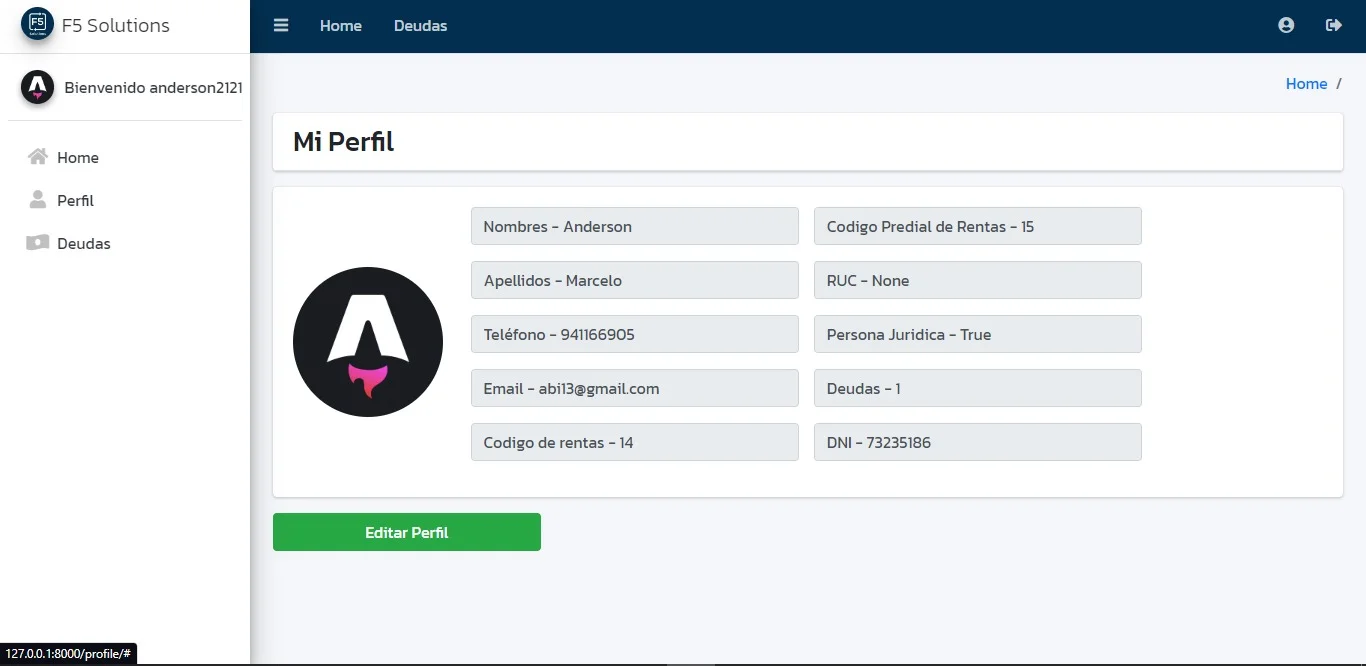 F5 Solutions
Home
Deudas
Bienvenido anderson2121
Home
Perfil
Deudas
Home /
Mi Perfil
Nombres - Anderson
Codigo Predial de Rentas - 15
Apellidos - Marcelo
RUC - None
Teléfono - 941166905
Persona Juridica - True
Email - abi13@gmail.com
Deudas - 1
Codigo de rentas - 14
DNI - 73235186
Editar Perfil
127.0.0.1:8000/profile/#